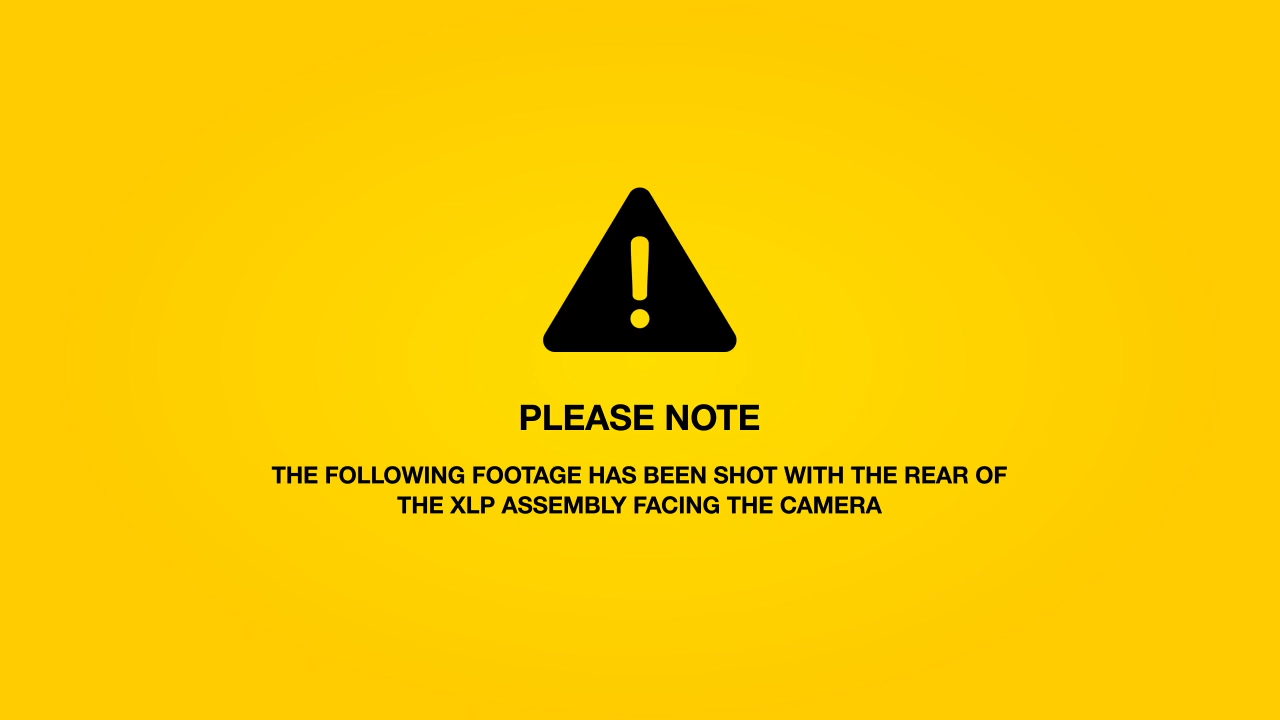 PLEASE NOTE
THE FOLLOWING FOOTAGE HAS BEEN SHOT WITH THE REAR OF
THE XLP ASSEMBLY FACING THE CAMERA